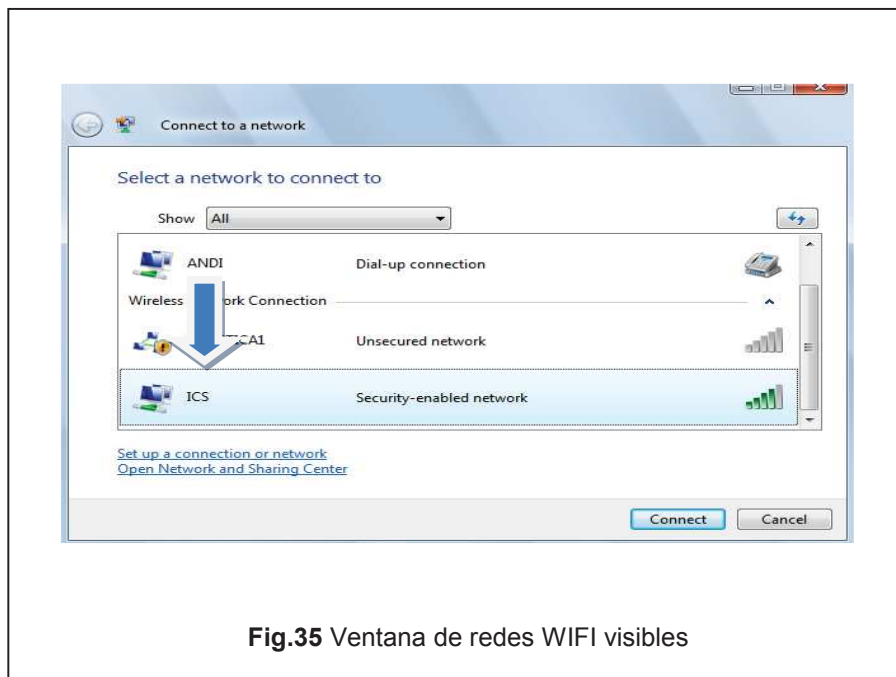 Connect to a network
Select a network to connect to
Show All
ANDI Dial-up connection
Wireless Connection
Unsecured network
ICS Security-enabled network
Set up a connection or network
Open Network and Sharing Center
Connect Cancel
Fig.35 Ventana de redes WIFI visibles